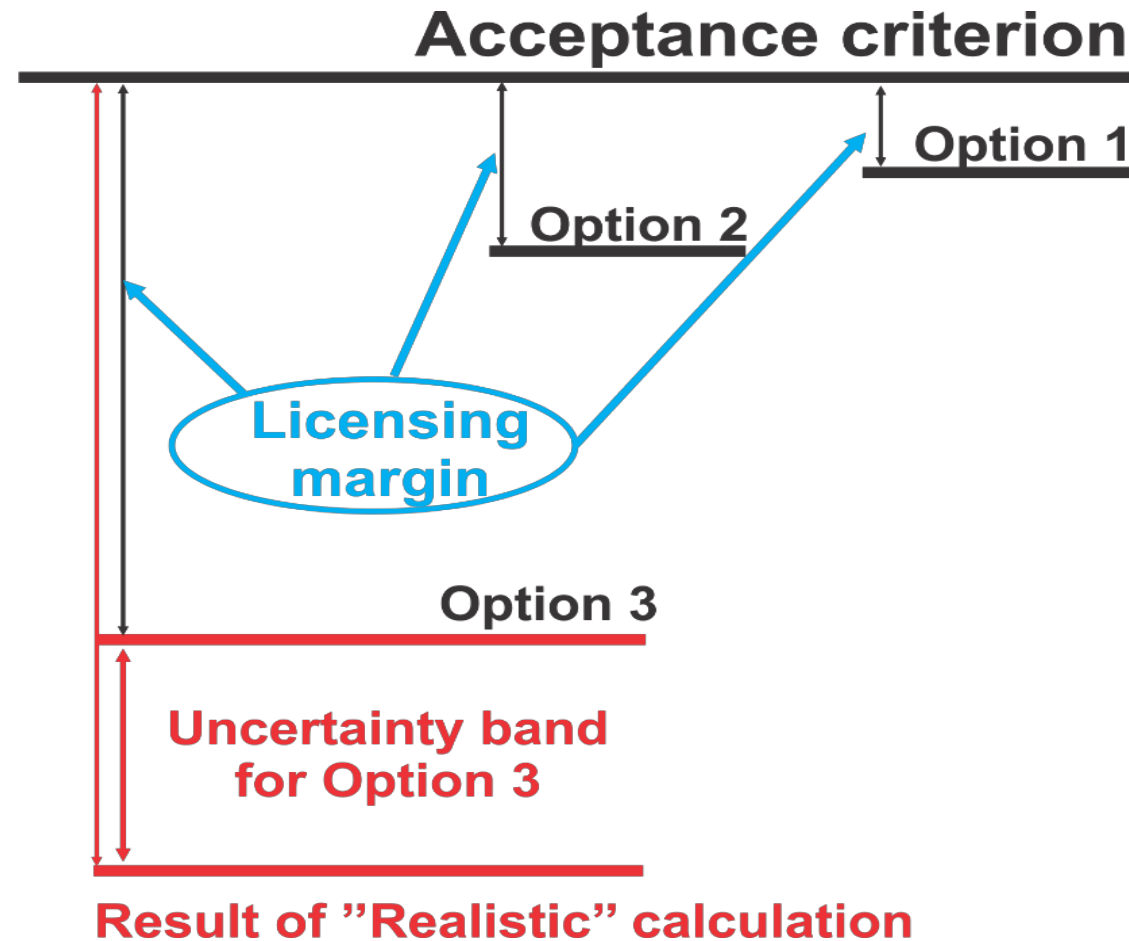 Acceptance criterion
Option 1
Option 2
Licensing
margin
Option 3
Uncertainty band
for Option 3
Result of ”Realistic” calculation